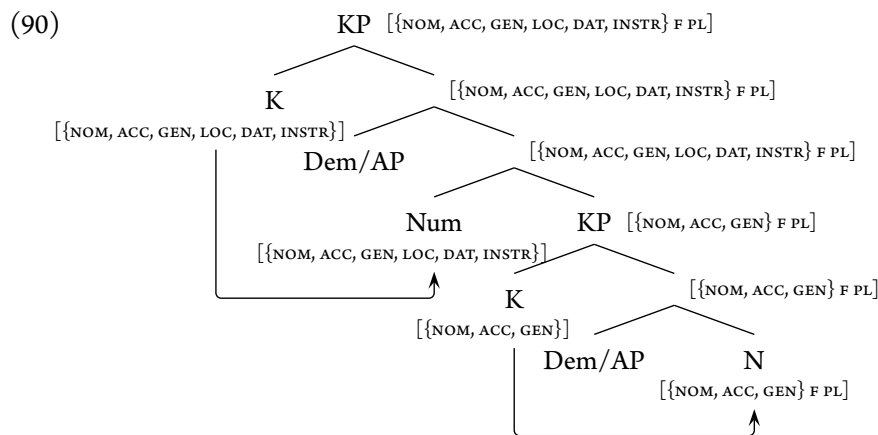 (90)
KP [{NOM, ACC, GEN, LOC, DAT, INSTR} F PL]
K
[{NOM, ACC, GEN, LOC, DAT, INSTR} F PL]
[{NOM, ACC, GEN, LOC, DAT, INSTR}]
Dem/AP
[{NOM, ACC, GEN, LOC, DAT, INSTR} F PL]
Num
KP [{NOM, ACC, GEN} F PL]
[{NOM, ACC, GEN, LOC, DAT, INSTR}]
K
[{NOM, ACC, GEN} F PL]
[{NOM, ACC, GEN}]
Dem/AP
N
[{NOM, ACC, GEN} F PL]